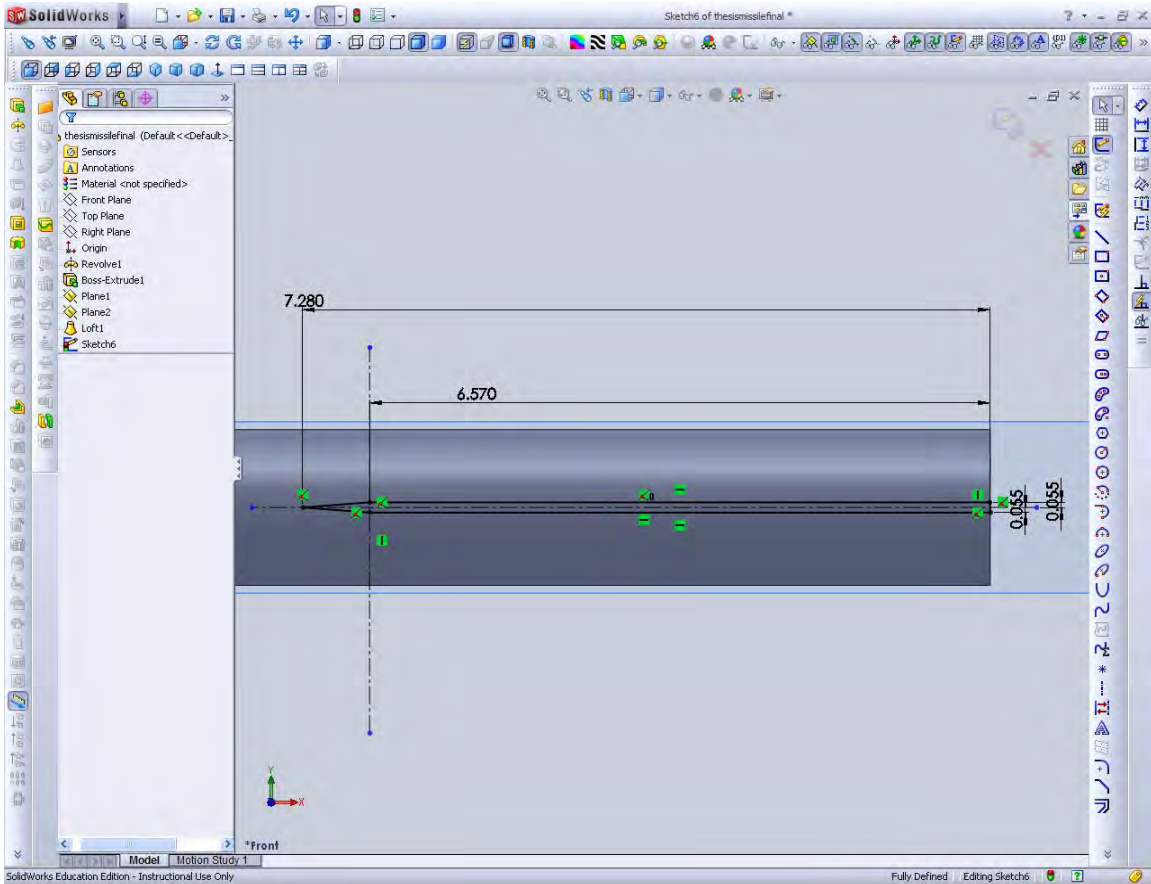 SW SolidWorks
Sketch6 of thesismissilefinal *
thesismissilefinal (Default<<Default>_
Sensors
A Annotations
Material <not specified>
Front Plane
Top Plane
Right Plane
Origin
Revolve1
Boss-Extrude1
Plane1
Plane2
Loft1
Sketch6
7.280
6.570
0.055
0.055
Y
X
*Front
Model
Motion Study 1
SolidWorks Education Edition - Instructional Use Only
Fully Defined
Editing Sketch6